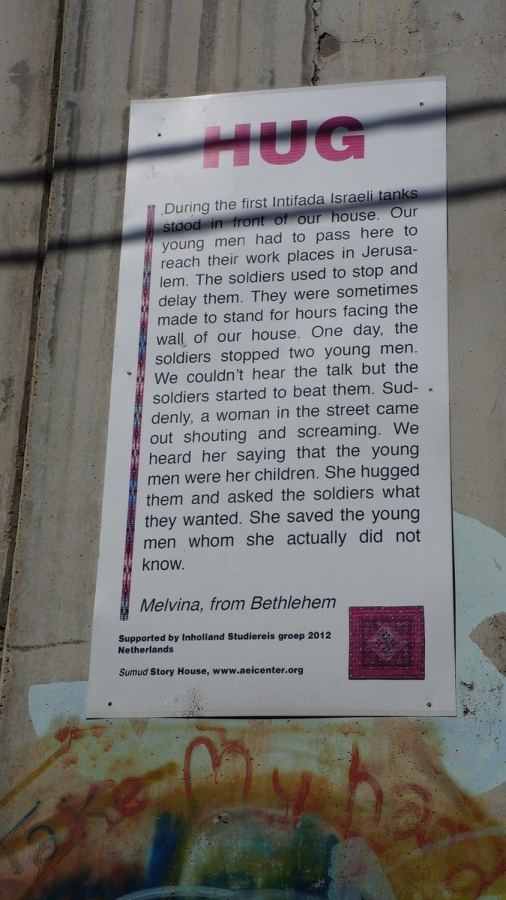 HUG
During the first Intifada Israeli tanks
stood in front of our house. Our
young men had to pass here to
reach their work places in Jerusa-
lem. The soldiers used to stop and
delay them. They were sometimes
made to stand for hours facing the
wall of our house. One day, the
soldiers stopped two young men.
We couldn't hear the talk but the
soldiers started to beat them. Sud-
denly, a woman in the street came
out shouting and screaming. We
heard her saying that the young
men were her children. She hugged
them and asked the soldiers what
they wanted. She saved the young
men whom she actually did not
know.
Melvina, from Bethlehem
Supported by Inholland Studiereis groep 2012
Netherlands
Sumud Story House, www.aeicenter.org
My